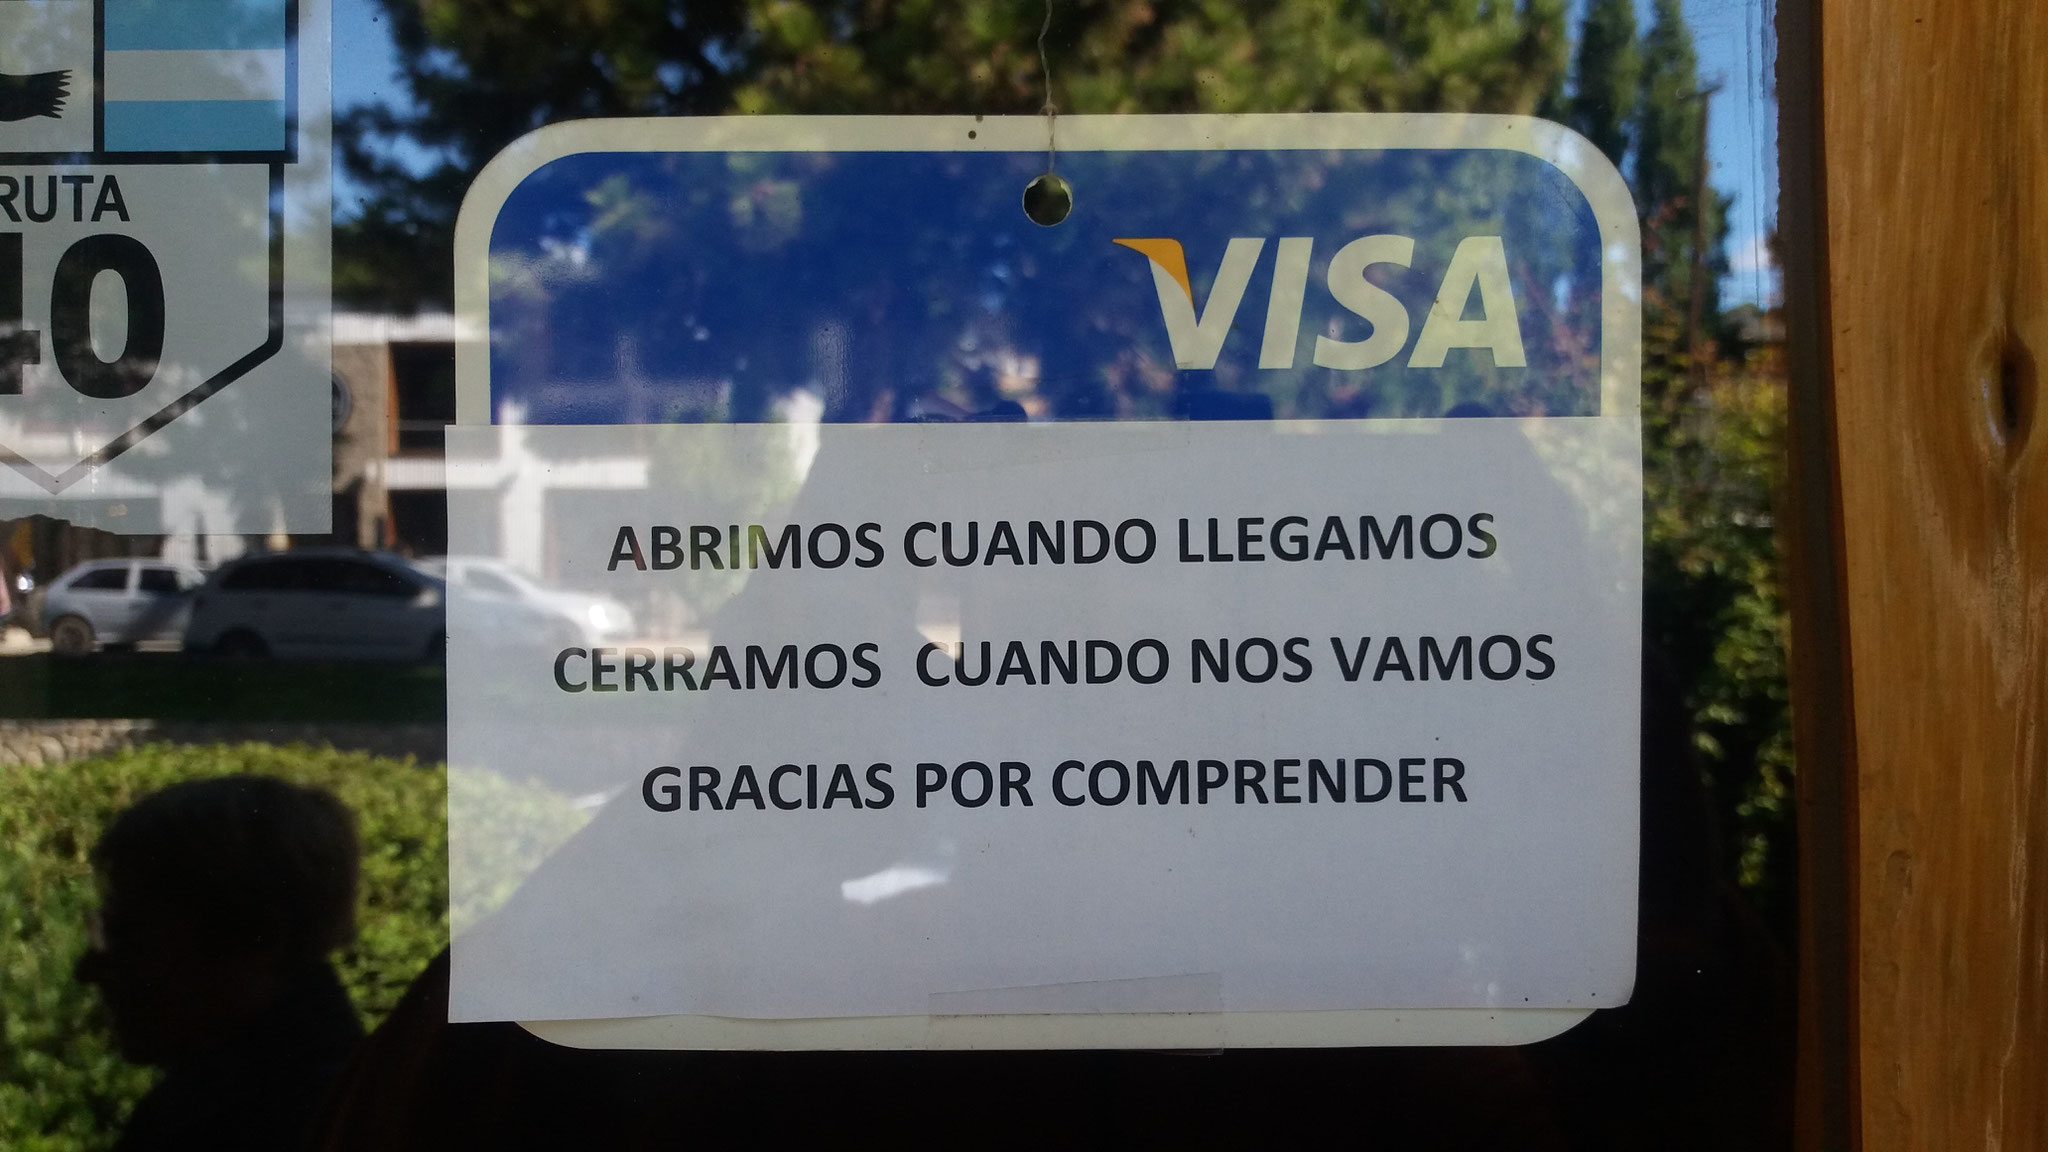 RUTA
40
VISA
ABRIMOS CUANDO LLEGAMOS
CERRAMOS CUANDO NOS VAMOS
GRACIAS POR COMPRENDER